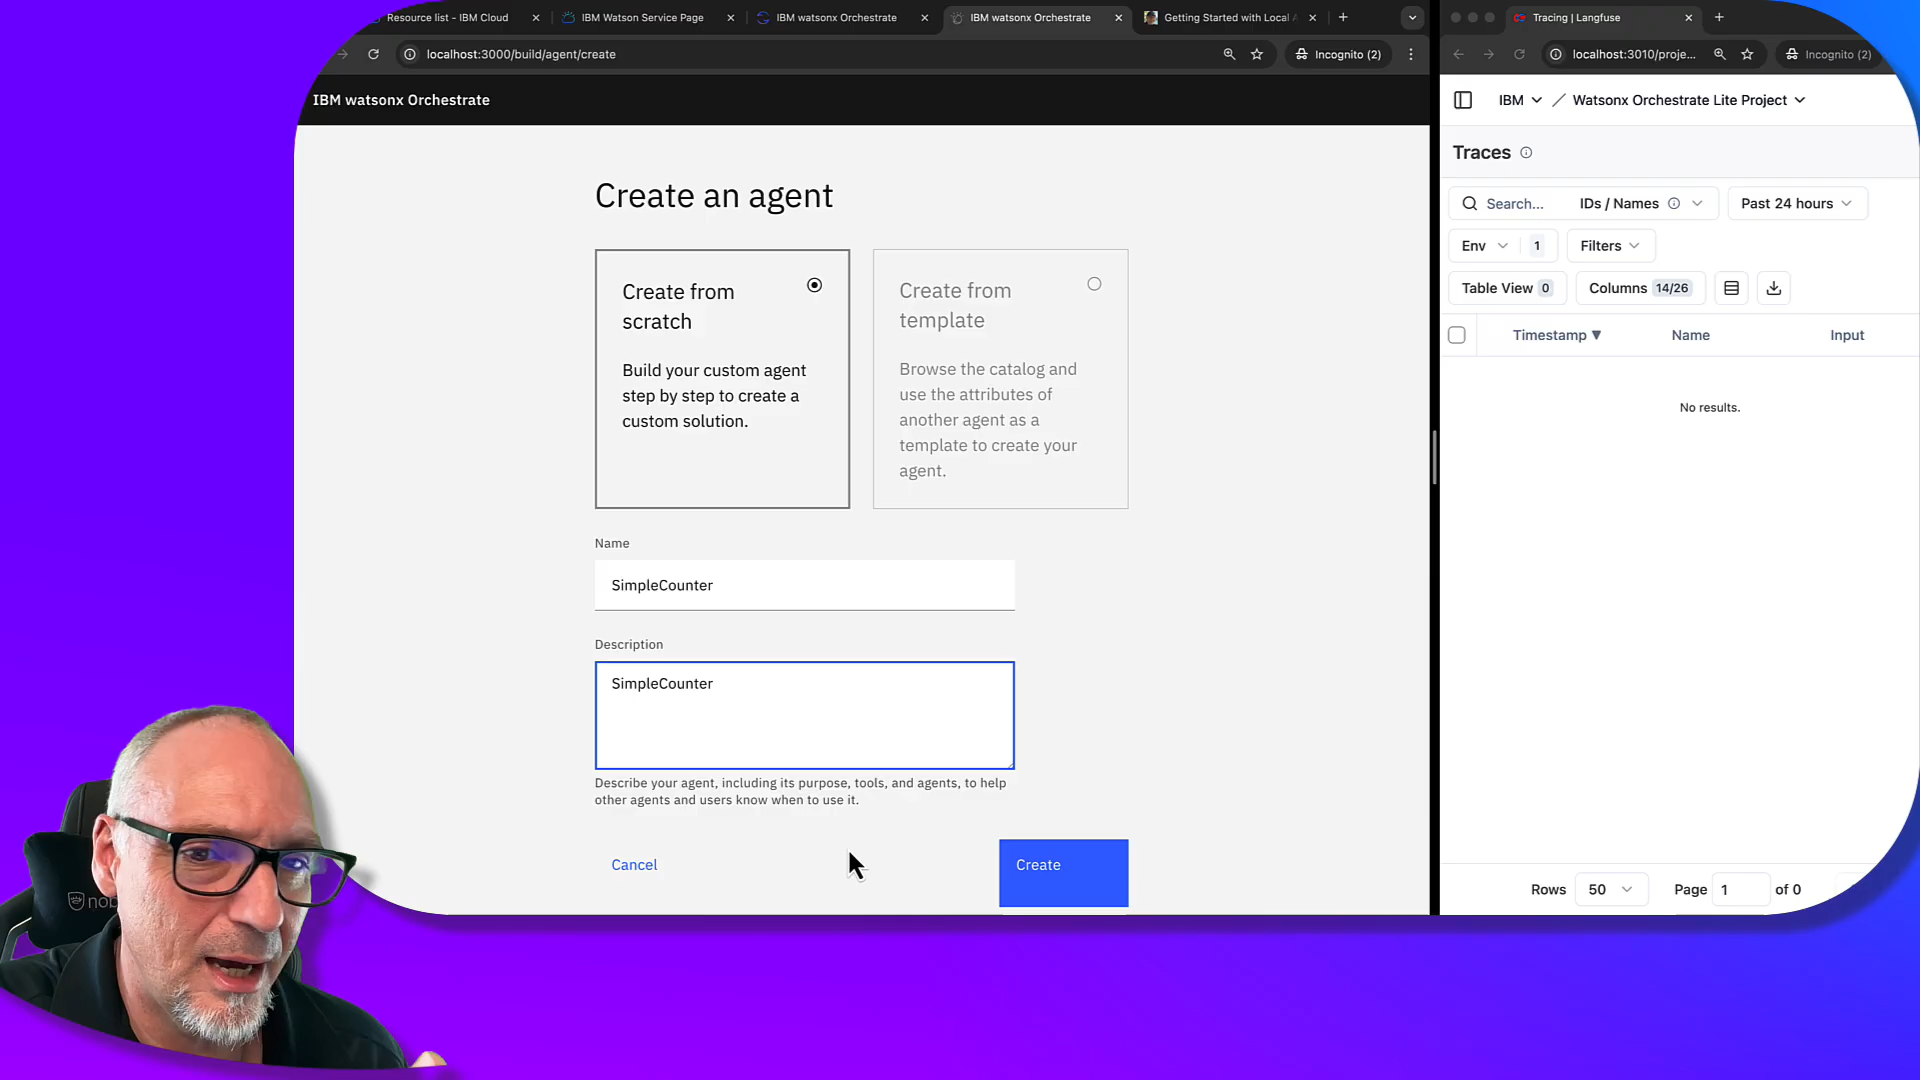 Resource list - IBM Cloud
IBM Watson Service Page
IBM watsonx Orchestrate
IBM watsonx Orchestrate
Getting Started with Local
localhost:3000/build/agent/create
Incognito (2)
IBM watsonx Orchestrate
Create an agent
Create from
scratch
Build your custom agent
step by step to create a
custom solution.
Create from
template
Browse the catalog and
use the attributes of
another agent as a
template to create your
agent.
Name
SimpleCounter
Description
SimpleCounter
Describe your agent, including its purpose, tools, and agents, to help
other agents and users know when to use it.
Cancel
Create
Tracing | Langfuse
localhost:3010/proje...
Incognito (2)
IBM / Watsonx Orchestrate Lite Project
Traces
Search... IDs / Names
Past 24 hours
Env 1
Filters
Table View 0
Columns 14/26
Timestamp ▼ Name Input
No results.
Rows 50 Page 1 of 0